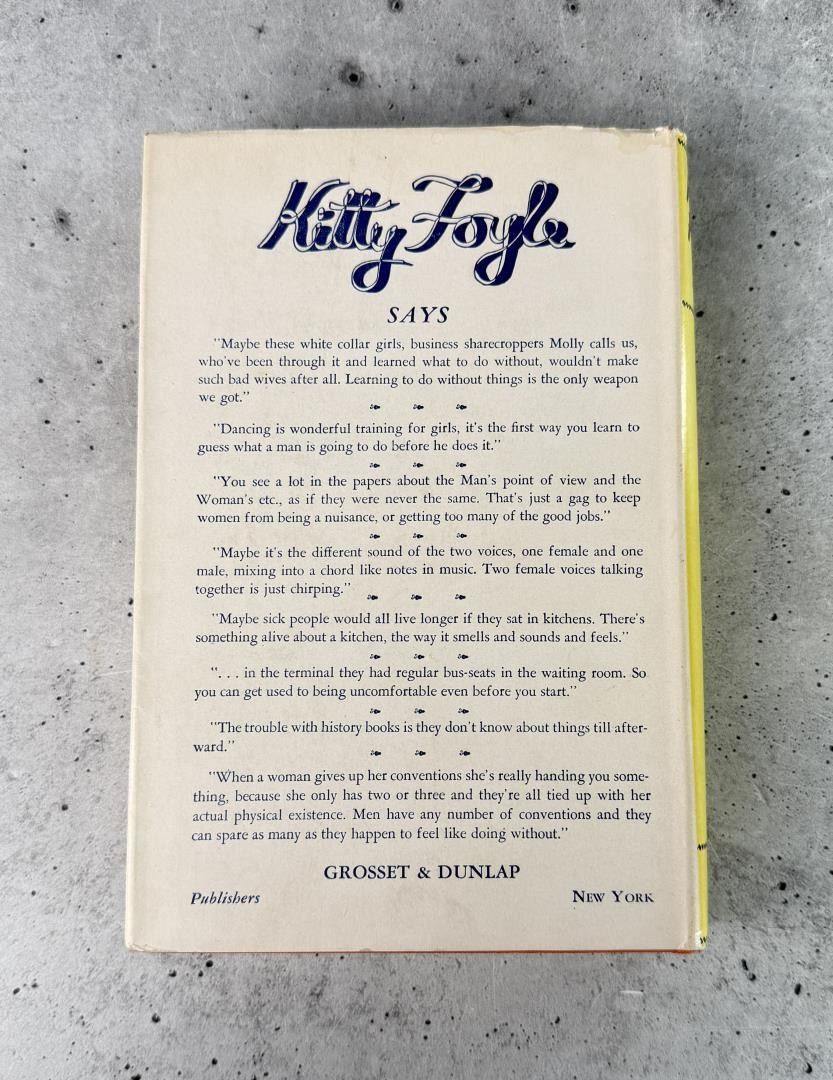 Kitty Foyle
SAYS
"Maybe these white collar girls, business sharecroppers Molly calls us,
who've been through it and learned what to do without, wouldn't make
such bad wives after all. Learning to do without things is the only weapon
we got."
"Dancing is wonderful training for girls, it's the first way you learn to
guess what a man is going to do before he does it."
"You see a lot in the papers about the Man's point of view and the
Woman's etc., as if they were never the same. That's just a gag to keep
women from being a nuisance, or getting too many of the good jobs."
"Maybe it's the different sound of the two voices, one female and one
male, mixing into a chord like notes in music. Two female voices talking
together is just chirping."
"Maybe sick people would all live longer if they sat in kitchens. There's
something alive about a kitchen, the way it smells and sounds and feels."
". . . in the terminal they had regular bus-seats in the waiting room. So
you can get used to being uncomfortable even before you start."
"The trouble with history books is they don't know about things till after-
ward."
"When a woman gives up her conventions she's really handing you some-
thing, because she only has two or three and they're all tied up with her
actual physical existence. Men have any number of conventions and they
can spare as many as they happen to feel like doing without."
GROSSET & DUNLAP
Publishers NEW YORK